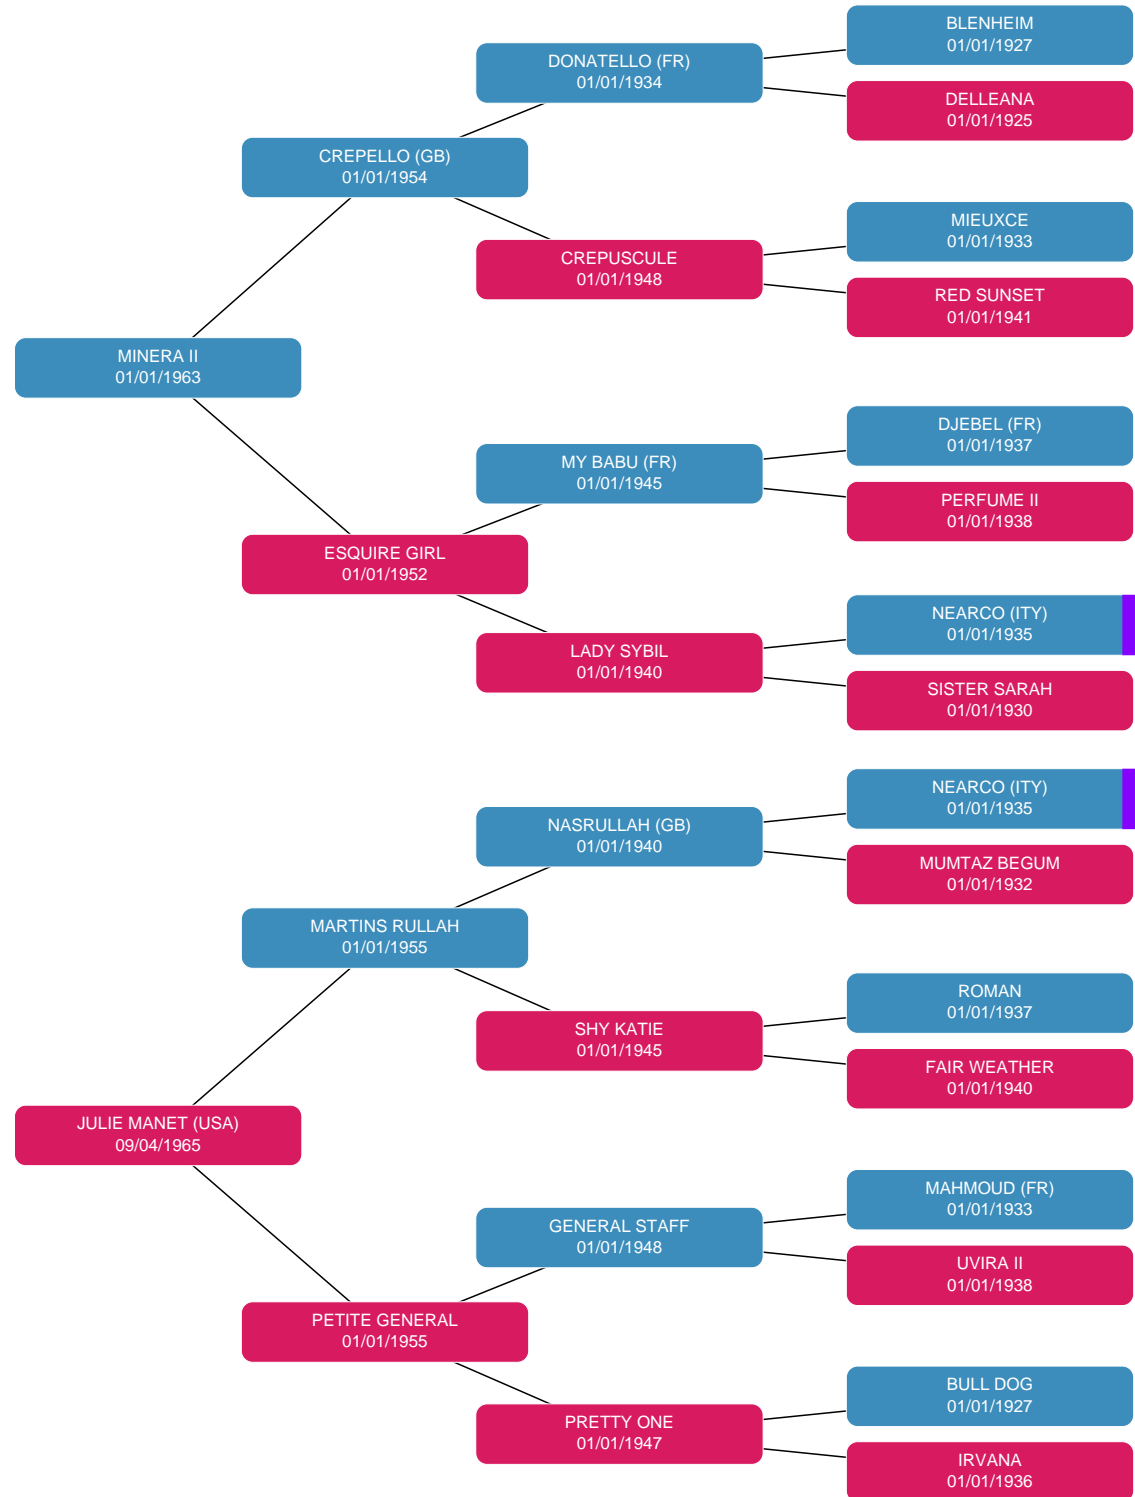 BLENHEIM
01/01/1927
DONATELLO (FR)
01/01/1934
DELLEANA
01/01/1925
CREPELLO (GB)
01/01/1954
MIEUXCE
01/01/1933
CREPUSCULE
01/01/1948
RED SUNSET
01/01/1941
MINERA II
01/01/1963
DJEBEL (FR)
01/01/1937
MY BABU (FR)
01/01/1945
PERFUME II
01/01/1938
ESQUIRE GIRL
01/01/1952
NEARCO (ITY)
01/01/1935
LADY SYBIL
01/01/1940
SISTER SARAH
01/01/1930
NEARCO (ITY)
01/01/1935
NASRULLAH (GB)
01/01/1940
MUMTAZ BEGUM
01/01/1932
MARTINS RULLAH
01/01/1955
ROMAN
01/01/1937
SHY KATIE
01/01/1945
FAIR WEATHER
01/01/1940
JULIE MANET (USA)
09/04/1965
MAHMOUD (FR)
01/01/1933
GENERAL STAFF
01/01/1948
UVIRA II
01/01/1938
PETITE GENERAL
01/01/1955
BULL DOG
01/01/1927
PRETTY ONE
01/01/1947
IRVANA
01/01/1936